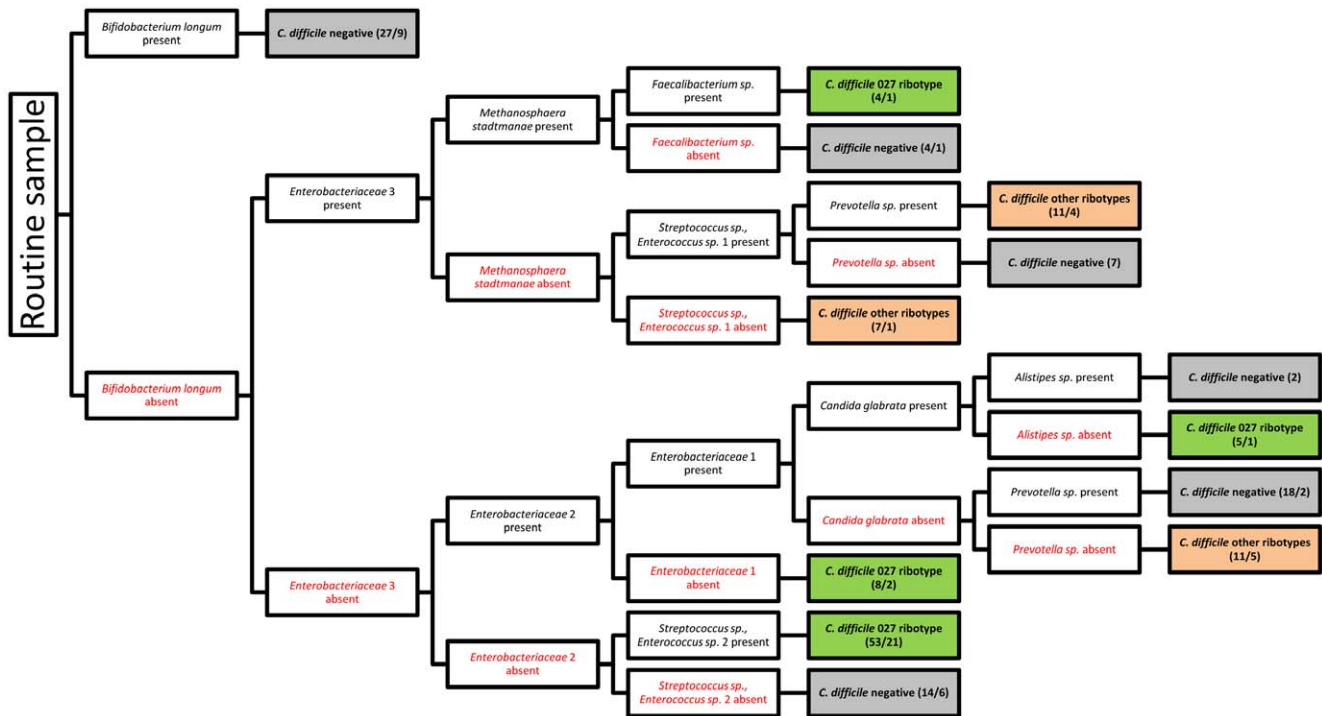 Routine sample
Bifidobacterium longum
present
C. difficile negative (27/9)
Bifidobacterium longum
absent
Enterobacteriaceae 3
present
Methanosphaera
stadtmanae present
Faecalibacterium sp.
present
C. difficile 027 ribotype
(4/1)
Faecalibacterium sp.
absent
C. difficile negative (4/1)
Methanosphaera
stadtmanae absent
Streptococcus sp.,
Enterococcus sp. 1 present
Prevotella sp. present
C. difficile other ribotypes
(11/4)
Prevotella sp. absent
C. difficile negative (7)
Streptococcus sp.,
Enterococcus sp. 1 absent
C. difficile other ribotypes
(7/1)
Enterobacteriaceae 3
absent
Enterobacteriaceae 2
present
Enterobacteriaceae 1
present
Candida glabrata present
Alistipes sp. present
C. difficile negative (2)
Alistipes sp. absent
C. difficile 027 ribotype
(5/1)
Candida glabrata absent
Prevotella sp. present
C. difficile negative (18/2)
Prevotella sp. absent
C. difficile other ribotypes
(11/5)
Enterobacteriaceae 1
absent
C. difficile 027 ribotype
(8/2)
Enterobacteriaceae 2
absent
Streptococcus sp.,
Enterococcus sp. 2 present
C. difficile 027 ribotype
(53/21)
Streptococcus sp.,
Enterococcus sp. 2 absent
C. difficile negative (14/6)